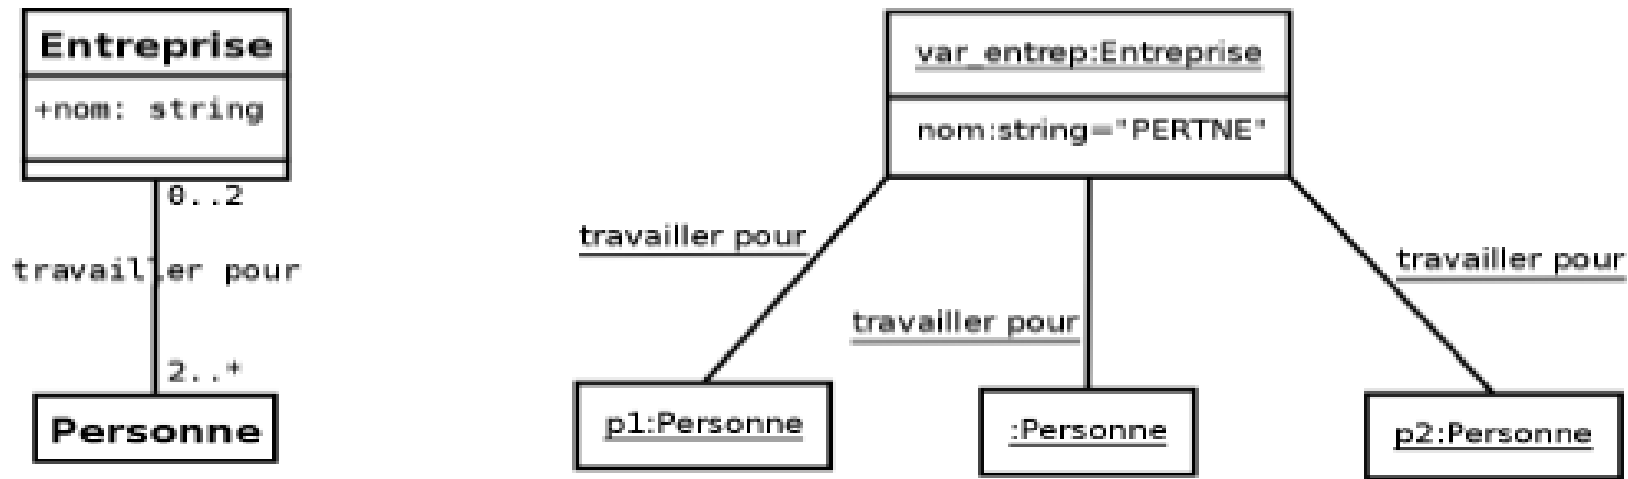 Entreprise
+nom: string
0..2
travailler pour
2..*
Personne
var_entrep:Entreprise
nom:string="PERTNE"
travailler pour
travailler pour
travailler pour
p1:Personne
:Personne
p2:Personne